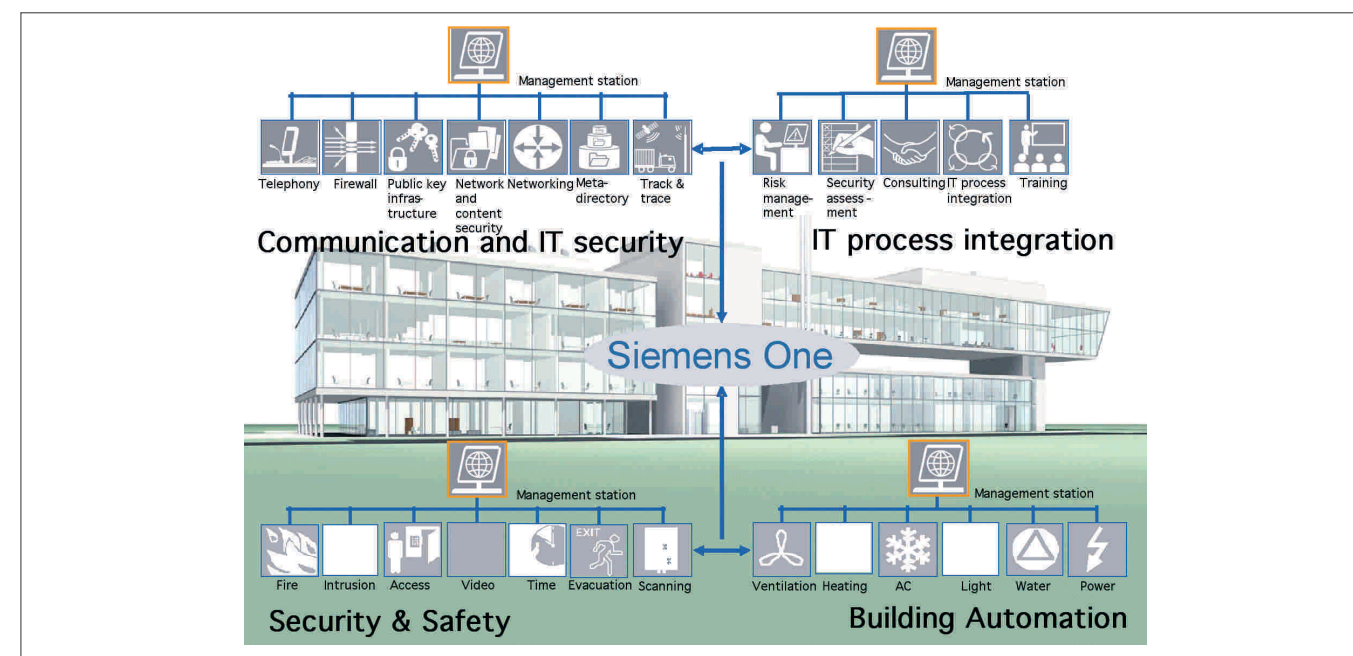 Management station
Telephony
Firewall
Public key
infras-
tructure
Network
and
content
security
Networking
Meta-
directory
Track &
trace
Communication and IT security
Management station
Risk
manage-
ment
Security
assess -
ment
Consulting
IT process
integration
Training
IT process integration
Siemens One
Management station
EXIT
Fire
Intrusion
Access
Video
Time
Evacuation
Scanning
Security & Safety
Management station
Ventilation
Heating
AC
Light
Water
Power
Building Automation